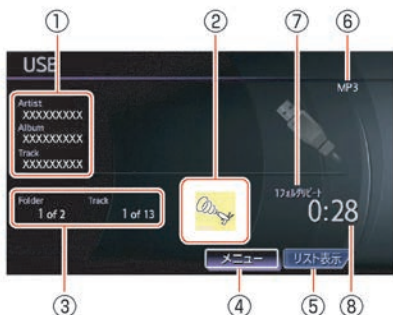 ① ② ⑦ ⑥
USB
MP3
Artist
XXXXXXXXX
Album
XXXXXXXXX
Track
XXXXXXXXX
1フォルダリピート
0:28
Folder Track
1 of 2 1 of 13
メニュー リスト表示
③ ④ ⑤ ⑧